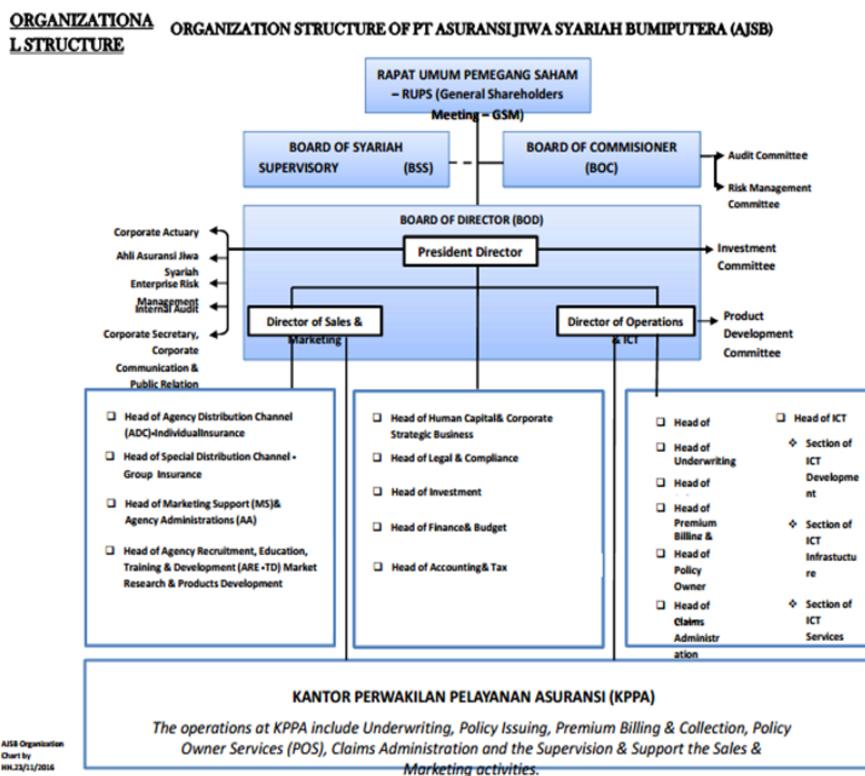 ORGANIZATIONA
L STRUCTURE
ORGANIZATION STRUCTURE OF PT ASURANSI JIWA SYARIAH BUMIPUTERA (AJSB)
RAPAT UMUM PEMEGANG SAHAM
– RUPS (General Shareholders
Meeting – GSM)
BOARD OF SYARIAH
SUPERVISORY (BSS)
BOARD OF COMMISIONER
(BOC)
Audit Committee
Risk Management
Committee
BOARD OF DIRECTOR (BOD)
President Director
Corporate Actuary
Ahli Asuransi Jiwa
Syariah
Enterprise Risk
Management
Internal Audit
Corporate Secretary,
Corporate
Communication &
Public Relation
Investment
Committee
Director of Sales &
Marketing
Director of Operations
& ICT
Product
Development
Committee
❑ Head of Agency Distribution Channel
(ADC)•IndividualInsurance
❑ Head of Special Distribution Channel •
Group Insurance
❑ Head of Marketing Support (MS)&
Agency Administrations (AA)
❑ Head of Agency Recruitment, Education,
Training & Development (ARE •TD) Market
Research & Products Development
❑ Head of Human Capital& Corporate
Strategic Business
❑ Head of Legal & Compliance
❑ Head of Investment
❑ Head of Finance& Budget
❑ Head of Accounting& Tax
❑ Head of
❑ Head of
Underwriting
❑ Head of
❑ Head of
Premium
Billing &
❑ Head of
Policy
Owner
❑ Head of
Claims
Administr
ation
❑ Head of ICT
❖ Section of
ICT
Developme
nt
❖ Section of
ICT
Infrastuctu
re
❖ Section of
ICT
Services
KANTOR PERWAKILAN PELAYANAN ASURANSI (KPPA)
The operations at KPPA include Underwriting, Policy Issuing, Premium Billing & Collection, Policy
Owner Services (POS), Claims Administration and the Supervision & Support the Sales &
Marketing activities.
AJSB Organization
Chart by
HH.23/11/2016